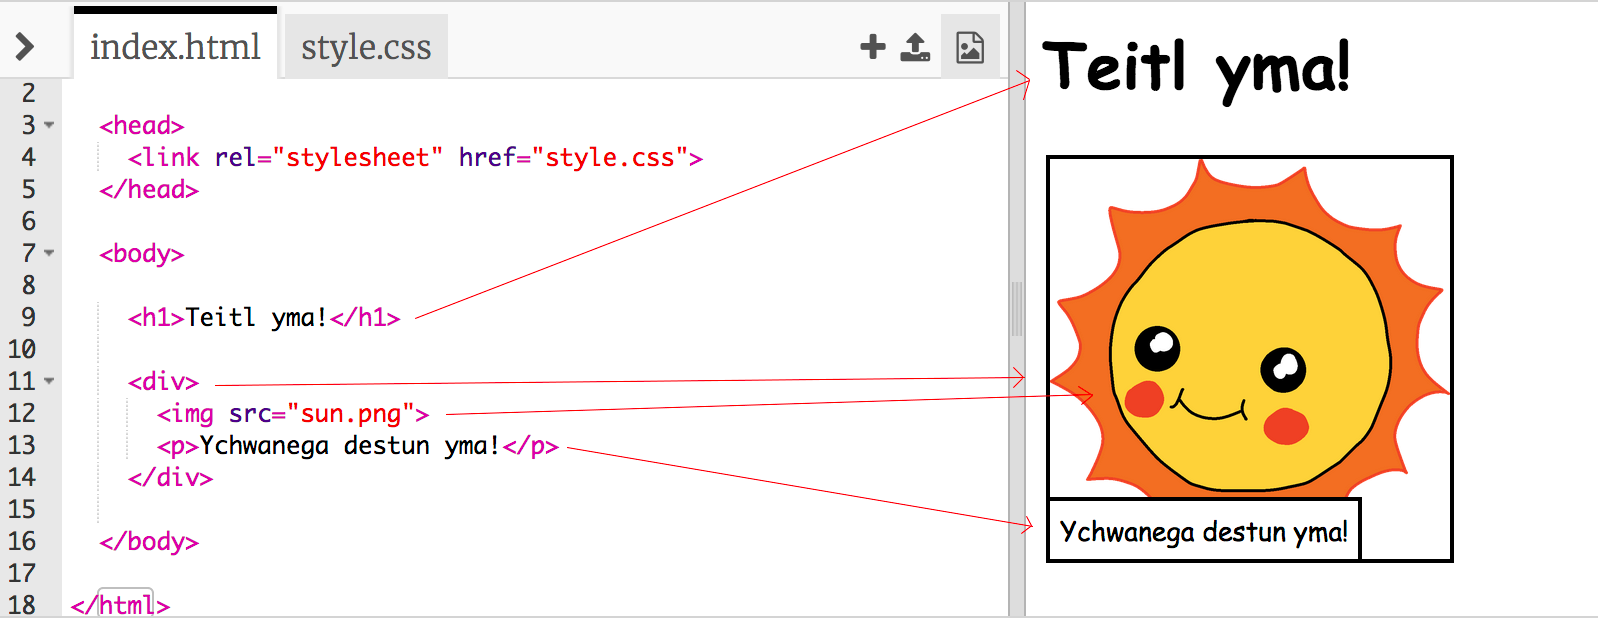 index.html style.css
2
3 <head>
4 <link rel="stylesheet" href="style.css">
5 </head>
6
7 <body>
8
9 <h1>Teitl yma!</h1>
10
11 <div>
12 <img src="sun.png">
13 <p>Ychwanega destun yma!</p>
14 </div>
15
16 </body>
17
18 </html>
Teitl yma!
Ychwanega destun yma!